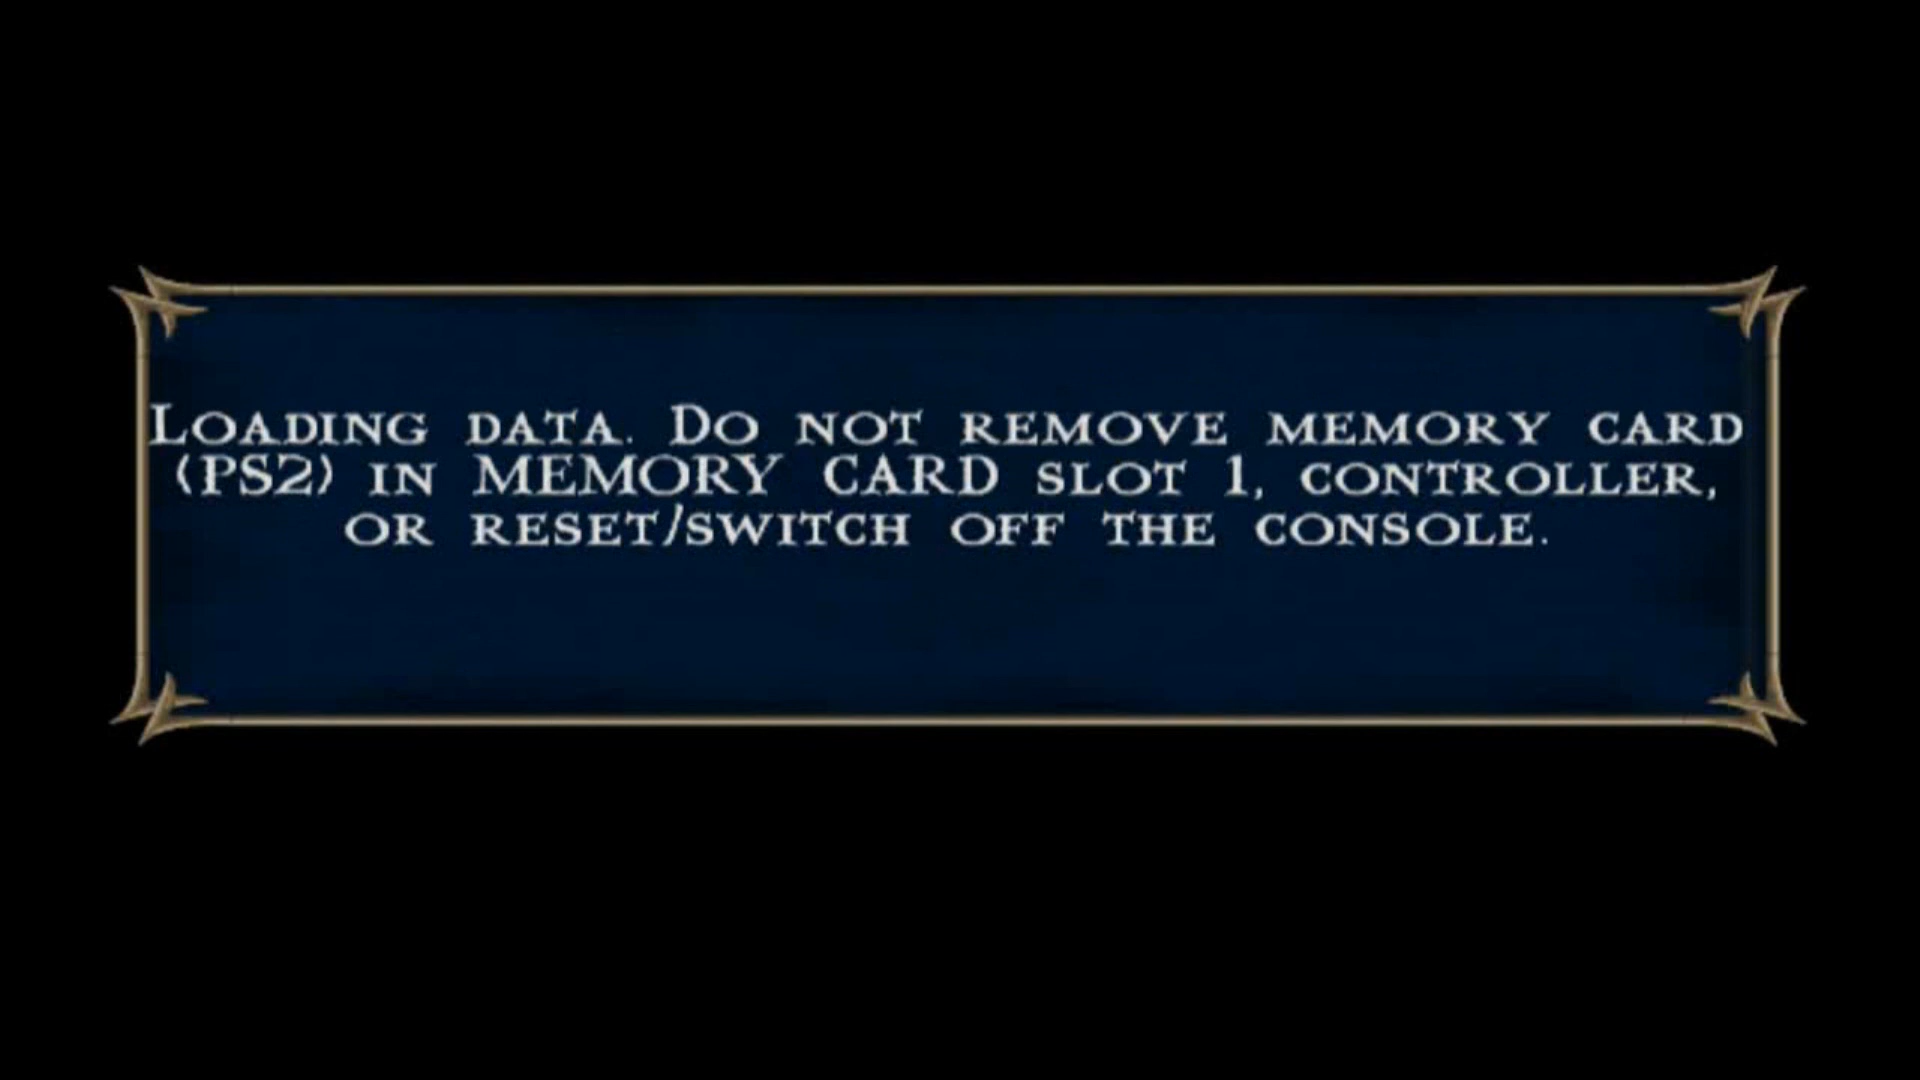 Loading data. Do not remove memory card
(PS2) in MEMORY CARD slot 1, controller,
or reset/switch off the console.